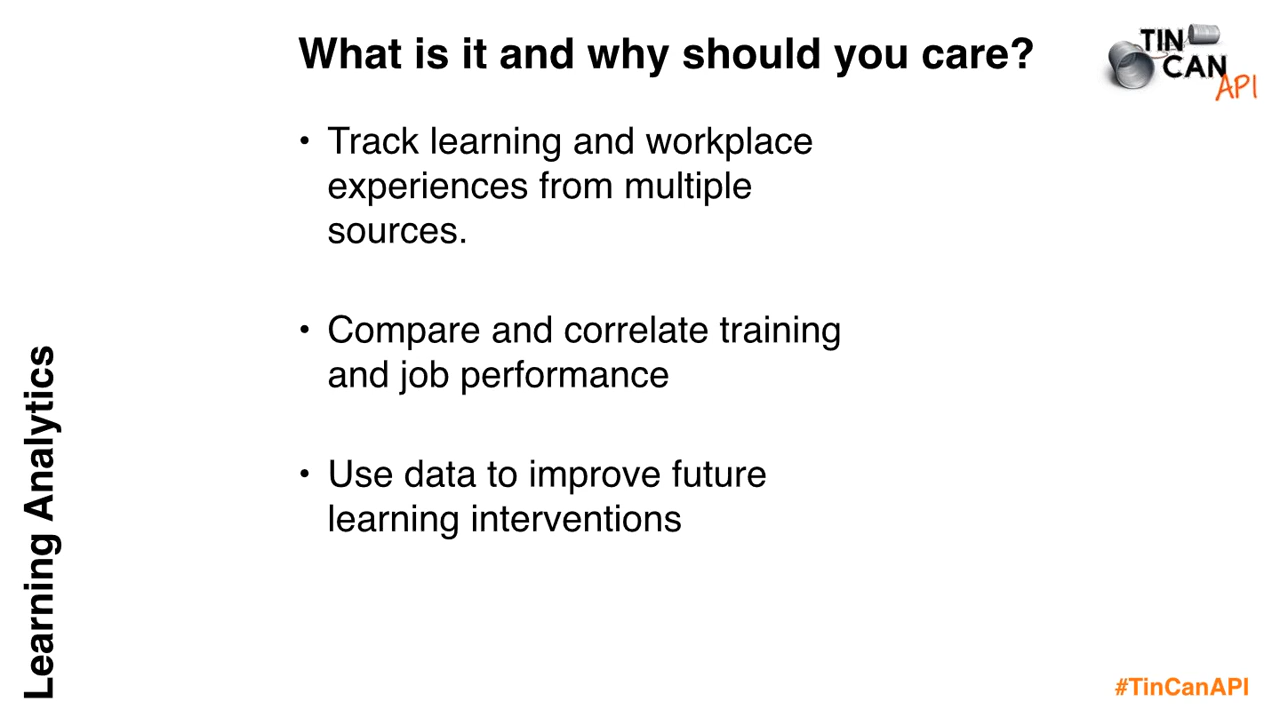 What is it and why should you care?
TIN
CAN
API
• Track learning and workplace
experiences from multiple
sources.
• Compare and correlate training
and job performance
• Use data to improve future
learning interventions
Learning Analytics
#TinCanAPI